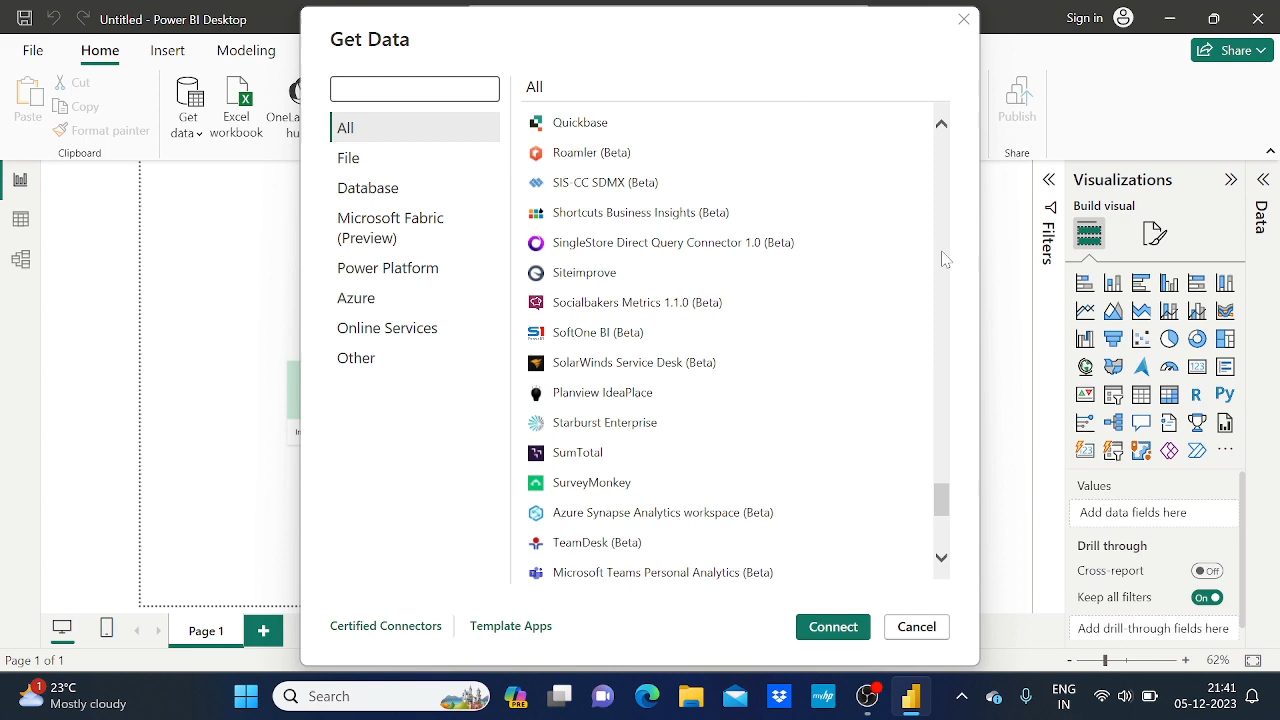 Untitled - Power BI Desktop
Sign in
File
Home
Insert
Modeling
Share
Paste
Cut
Copy
Format painter
Clipboard
Get
data
Excel
workbook
Publish
Share
Get Data
All
File
Database
Microsoft Fabric
(Preview)
Power Platform
Azure
Online Services
Other
All
Quickbase
Roamler (Beta)
SIS-CC SDMX (Beta)
Shortcuts Business Insights (Beta)
SingleStore Direct Query Connector 1.0 (Beta)
Siteimprove
Socialbakers Metrics 1.1.0 (Beta)
SoftOne BI (Beta)
SolarWinds Service Desk (Beta)
Planview IdeaPlace
Starburst Enterprise
SumTotal
SurveyMonkey
Azure Synapse Analytics workspace (Beta)
TeamDesk (Beta)
Microsoft Teams Personal Analytics (Beta)
Certified Connectors
Template Apps
Connect
Cancel
Filters
Visualizations
Build visual
R
Py
123
Values
Add data fields here
Drill through
Cross-report
Off
Keep all filters
On
Add drill-through fields here
Data
Page 1
Page 1 of 1
62%
1
23°C
Search
PRE
ENG
IN
21:41
06-12-2023